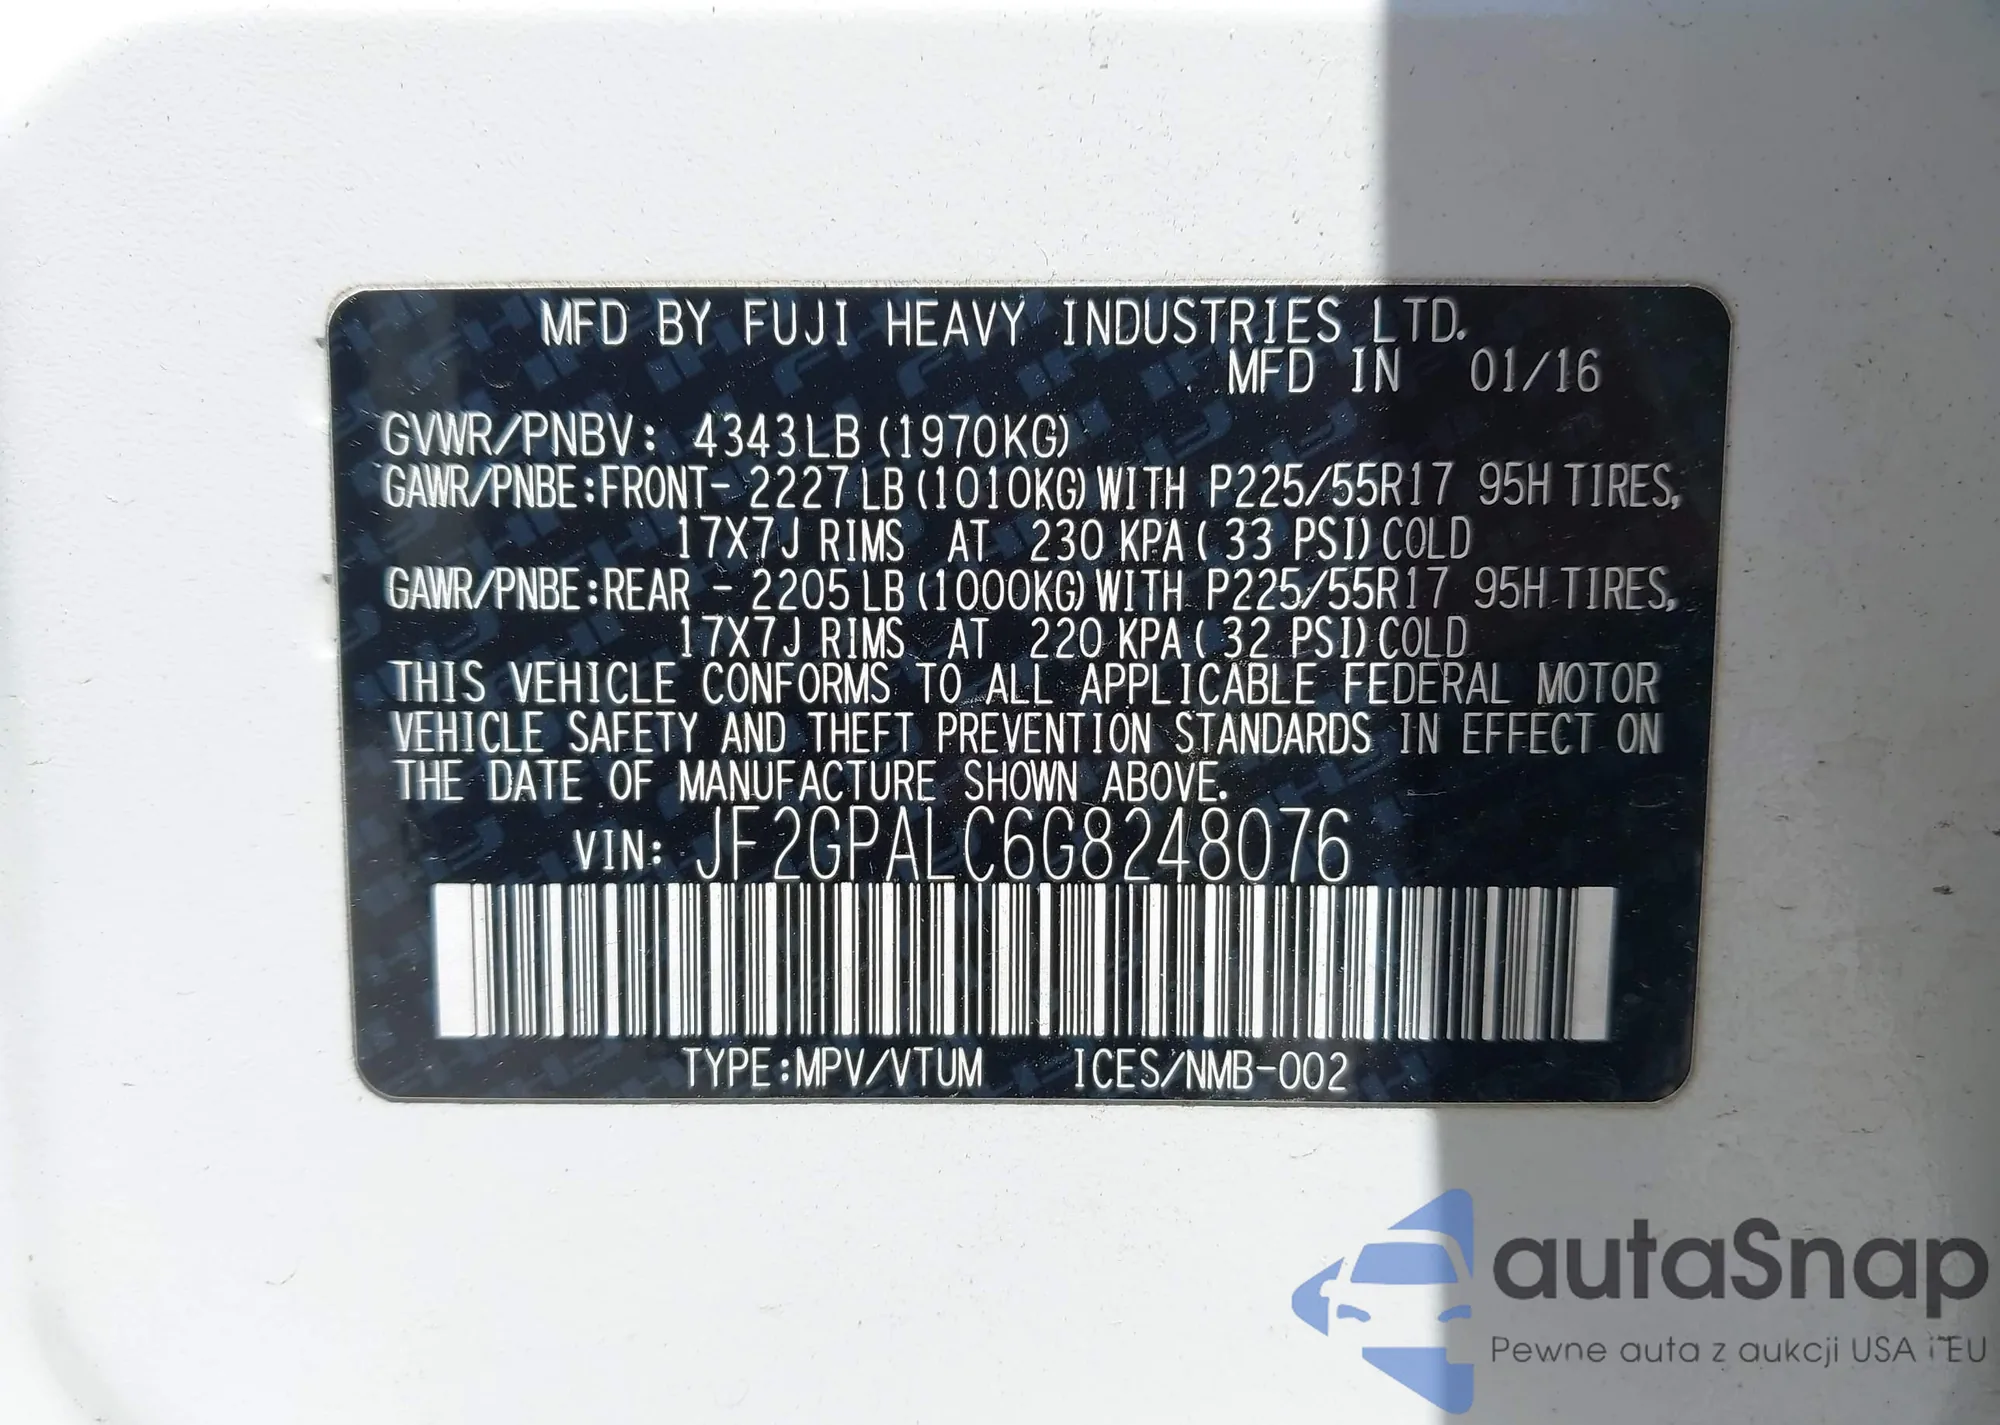 MFD BY FUJI HEAVY INDUSTRIES LTD.
MFD IN 01/16
GVWR/PNBV: 4343LB (1970KG)
GAWR/PNBE:FRONT- 2227LB (1010KG) WITH P225/55R17 95H TIRES,
17X7J RIMS AT 230 KPA ( 33 PSI) COLD
GAWR/PNBE:REAR - 2205LB (1000KG) WITH P225/55R17 95H TIRES,
17X7J RIMS AT 220 KPA ( 32 PSI) COLD
THIS VEHICLE CONFORMS TO ALL APPLICABLE FEDERAL MOTOR
VEHICLE SAFETY AND THEFT PREVENTION STANDARDS IN EFFECT ON
THE DATE OF MANUFACTURE SHOWN ABOVE.
VIN: JF2GPALC6G8248076
TYPE:MPV/VTUM ICES/NMB-002
autaSnap
Pewne auta z aukcji USA i EU